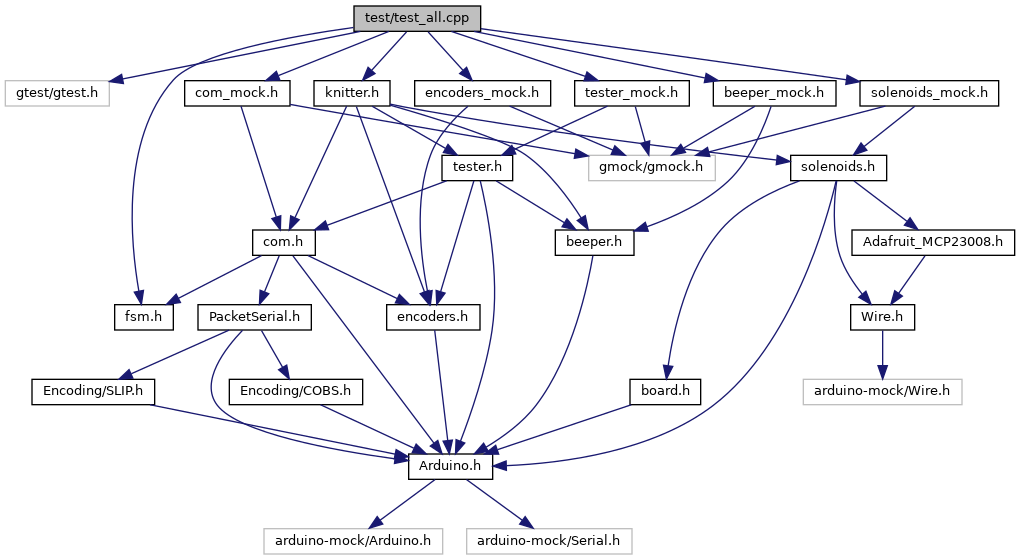 test/test_all.cpp
gtest/gtest.h
com_mock.h
knitter.h
encoders_mock.h
tester_mock.h
beeper_mock.h
solenoids_mock.h
tester.h
gmock/gmock.h
solenoids.h
com.h
beeper.h
Adafruit_MCP23008.h
fsm.h
PacketSerial.h
encoders.h
Wire.h
Encoding/SLIP.h
Encoding/COBS.h
board.h
arduino-mock/Wire.h
Arduino.h
arduino-mock/Arduino.h
arduino-mock/Serial.h